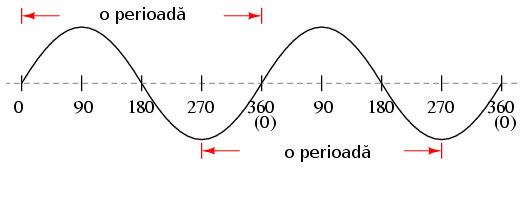 o perioadă
0 90 180 270 360 90 180 270 360
(0) (0)
o perioadă